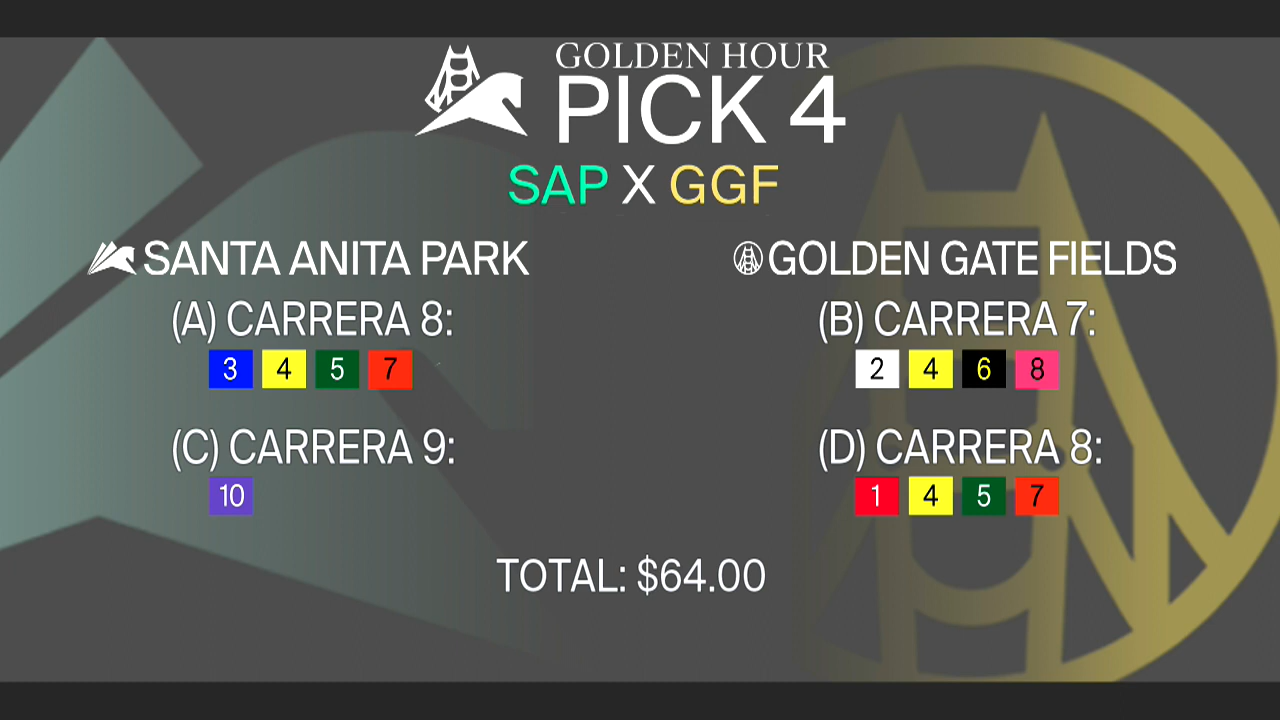 GOLDEN HOUR
PICK 4
SAP X GGF
SANTA ANITA PARK
(A) CARRERA 8:
3 4 5 7
(C) CARRERA 9:
10
GOLDEN GATE FIELDS
(B) CARRERA 7:
2 4 6 8
(D) CARRERA 8:
1 4 5 7
TOTAL: $64.00